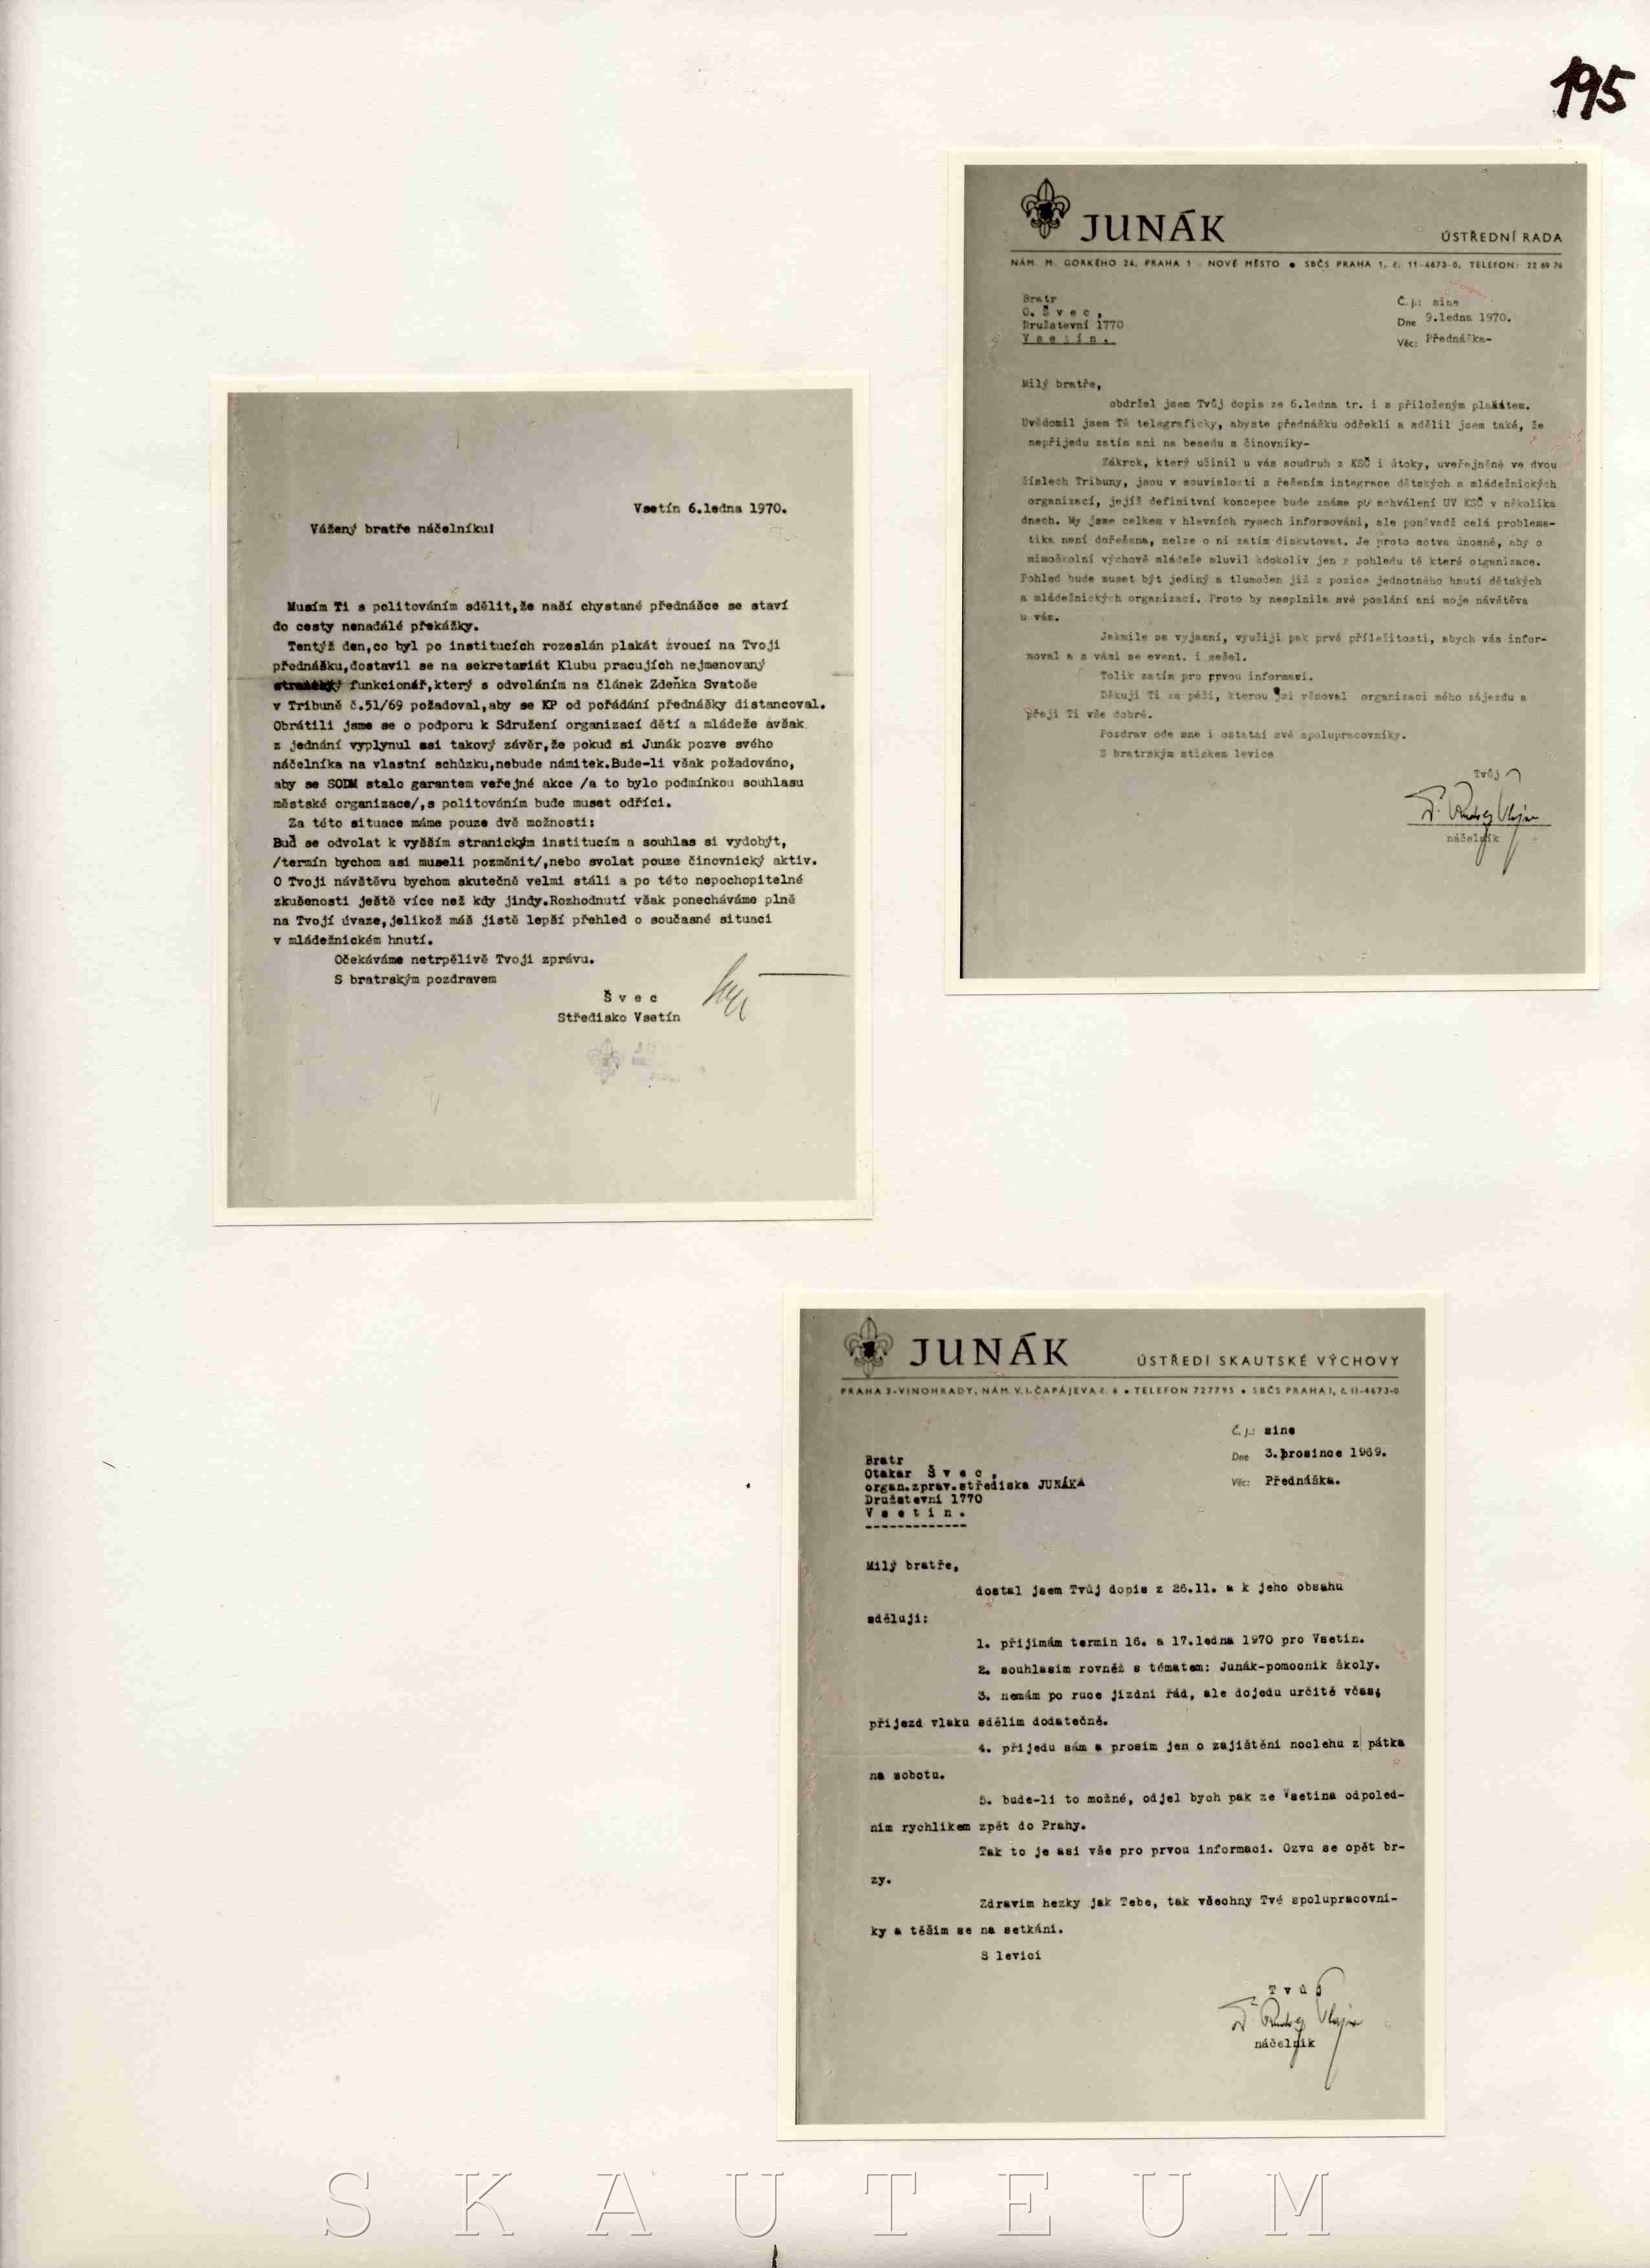 195
Vsetín 6.ledna 1970.
Vážený bratře náčelníku!
Musím Ti s politováním sdělit,že naší chystané přednášce se staví
do cesty nenadálé překážky.
Tentýž den,co byl po institucích rozeslán plakát zvoucí na Tvoji
přednášku,dostavil se na sekretariát Klubu pracujích nejmenovaný
funkcionář,který s odvoláním na článek Zdeňka Svatoše
v Tribuně č.51/69 požadoval,aby se KP od pořádání přednášky distancoval.
Obrátili jsme se o podporu k Sdružení organizací dětí a mládeže avšak
z jednání vyplynul asi takový závěr,že pokud si Junák pozve svého
náčelníka na vlastní schůzku,nebude námitek.Bude-li však požadováno,
aby se SODM stalo garantem veřejné akce /a to bylo podmínkou souhlasu
městské organizace/,s politováním bude muset odříci.
Za této situace máme pouze dvě možnosti:
Buď se odvolat k vyšším stranickým institucím a souhlas si vydobýt,
/termín bychom asi museli pozměnit/,nebo svolat pouze činovnický aktiv.
O Tvoji návštěvu bychom skutečně velmi stáli a po této nepochopitelné
zkušenosti ještě více než kdy jindy.Rozhodnutí však ponecháváme plně
na Tvojí úvaze,jelikož máš jistě lepší přehled o současné situaci
v mládežnickém hnutí.
Očekáváme netrpělivě Tvoji zprávu.
S bratrským pozdravem
Š v e c
Středisko Vsetín
JUNÁK
ÚSTŘEDNÍ RADA
NÁM. M. GORKÉHO 24, PRAHA 1 - NOVÉ MĚSTO • SBČS PRAHA 1, č. 11-4673-0, TELEFON: 22 69 76
Bratr
O. Š v e c ,
Družstevní 1770
V s e t í n .
Č. j.: sine
Dne 9.ledna 1970.
Věc: Přednáška-
Milý bratře,
obdržel jsem Tvůj dopis ze 6.ledna tr. i s přiloženým plakátem.
Uvědomil jsem Tě telegraficky, abyste přednášku odřekli a sdělil jsem také, že
nepřijedu zatím ani na besedu s činovníky-
Zákrok, který učinil u vás soudruh z KSČ i útoky, uveřejněné ve dvou
číslech Tribuny, jsou v souvislosti s řešením integrace dětských a mládežnických
organizací, jejíž definitivní koncepce bude známa po schválení UV KSČ v několika
dnech. My jsme celkem v hlavních rysech informováni, ale poněvadž celá problema-
tika není dořešena, nelze o ní zatím diskutovat. Je proto sotva únosné, aby o
mimoškolní výchově mládeže mluvil kdokoliv jen z pohledu té které organizace.
Pohled bude muset být jediný a tlumočen již z pozice jednotného hnutí dětských
a mládežnických organizací. Proto by nesplnila své poslání ani moje návštěva
u vás.
Jakmile se vyjasní, využiji pak prvé příležitosti, abych vás infor-
moval a s vámi se event. i sešel.
Tolik zatím pro prvou informaci.
Děkuji Ti za péči, kterou jsi věnoval organizaci mého zájezdu a
přeji Ti vše dobré.
Pozdrav ode mne i ostatní své spolupracovníky.
S bratrským stiskem levice
Tvůj
náčelník
JUNÁK
ÚSTŘEDÍ SKAUTSKÉ VÝCHOVY
PRAHA 3-VINOHRADY, NÁM. V. I. ČAPAJEVA č. 6 • TELEFON 727795 • SBČS PRAHA I, č. 11-4673-0
Č. j.: sine
Dne 3.prosince 1969.
Věc: Přednáška.
Bratr
Otakar Š v e c ,
organ.zprav.střediska JUNÁKA
Družstevní 1770
V s e t í n .
Milý bratře,
dostal jsem Tvůj dopis z 26.11. a k jeho obsahu
sděluji:
1. přijímám termín 16. a 17.ledna 1970 pro Vsetín.
2. souhlasím rovněž s tématem: Junák-pomocník školy.
3. nemám po ruce jízdní řád, ale dojedu určitě včas;
příjezd vlaku sdělím dodatečně.
4. přijedu sám a prosím jen o zajištění noclehu z pátka
na sobotu.
5. bude-li to možné, odjel bych pak ze Vsetína odpoled-
ním rychlíkem zpět do Prahy.
Tak to je asi vše pro prvou informaci. Ozvu se opět br-
zy.
Zdravím hezky jak Tebe, tak všechny Tvé spolupracovní-
ky a těším se na setkání.
S levicí
T v ů j
náčelník
SKAUTEUM